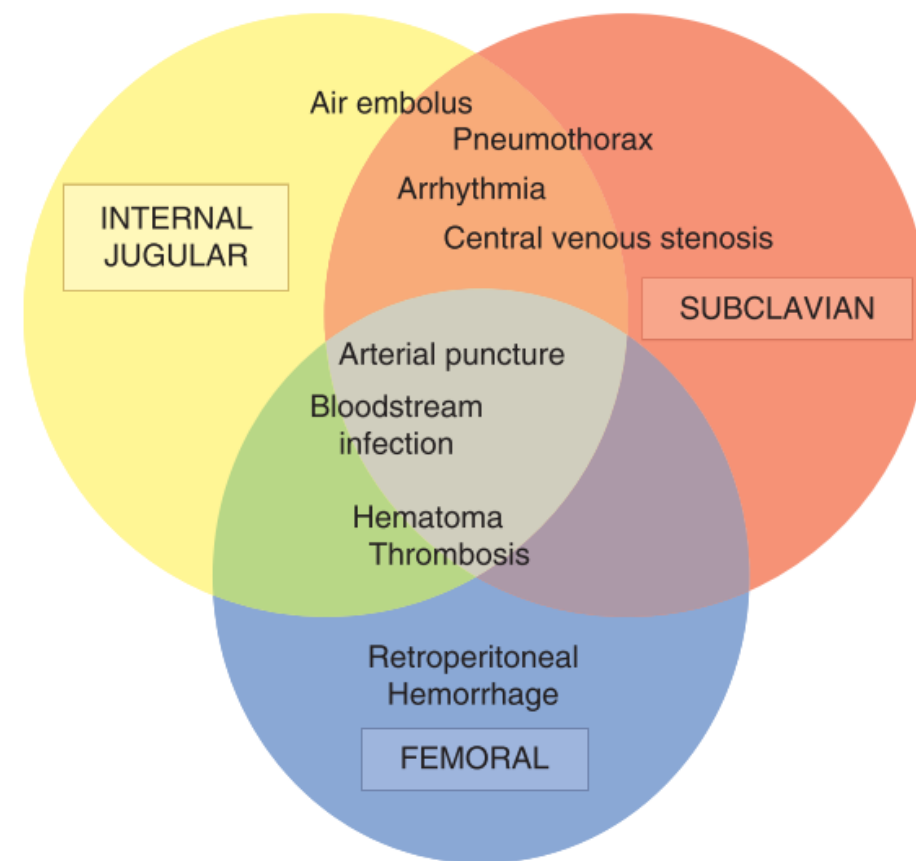 Air embolus
Pneumothorax
Arrhythmia
INTERNAL
JUGULAR
Central venous stenosis
SUBCLAVIAN
Arterial puncture
Bloodstream
infection
Hematoma
Thrombosis
Retroperitoneal
Hemorrhage
FEMORAL